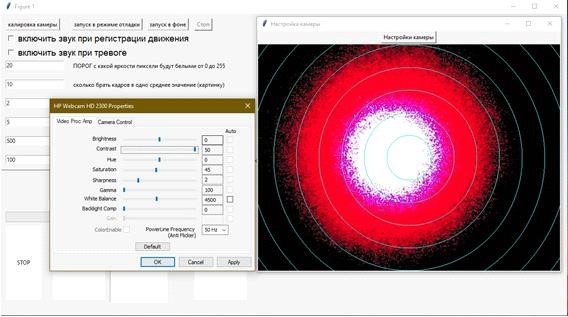 Figure 1
калировка камеры
запуск в режиме отладки
запуск в фоне
Стоп
включить звук при регистрации движения
включить звук при тревоге
20
ПОРОГ с какой яркости пиксели будут белыми от 0 до 255
10
сколько брать кадров в одно среднее значение (картинку)
2
5
500
100
STOP
HP Webcam HD 2300 Properties
Video Proc Amp
Camera Control
Auto
Brightness
0
Contrast
50
Hue
0
Saturation
45
Sharpness
2
Gamma
100
White Balance
4500
Backlight Comp
0
Gain
ColorEnable
PowerLine Frequency
(Anti Flicker)
50 Hz
Default
OK
Cancel
Apply
Настройка камеры
Настройки камеры